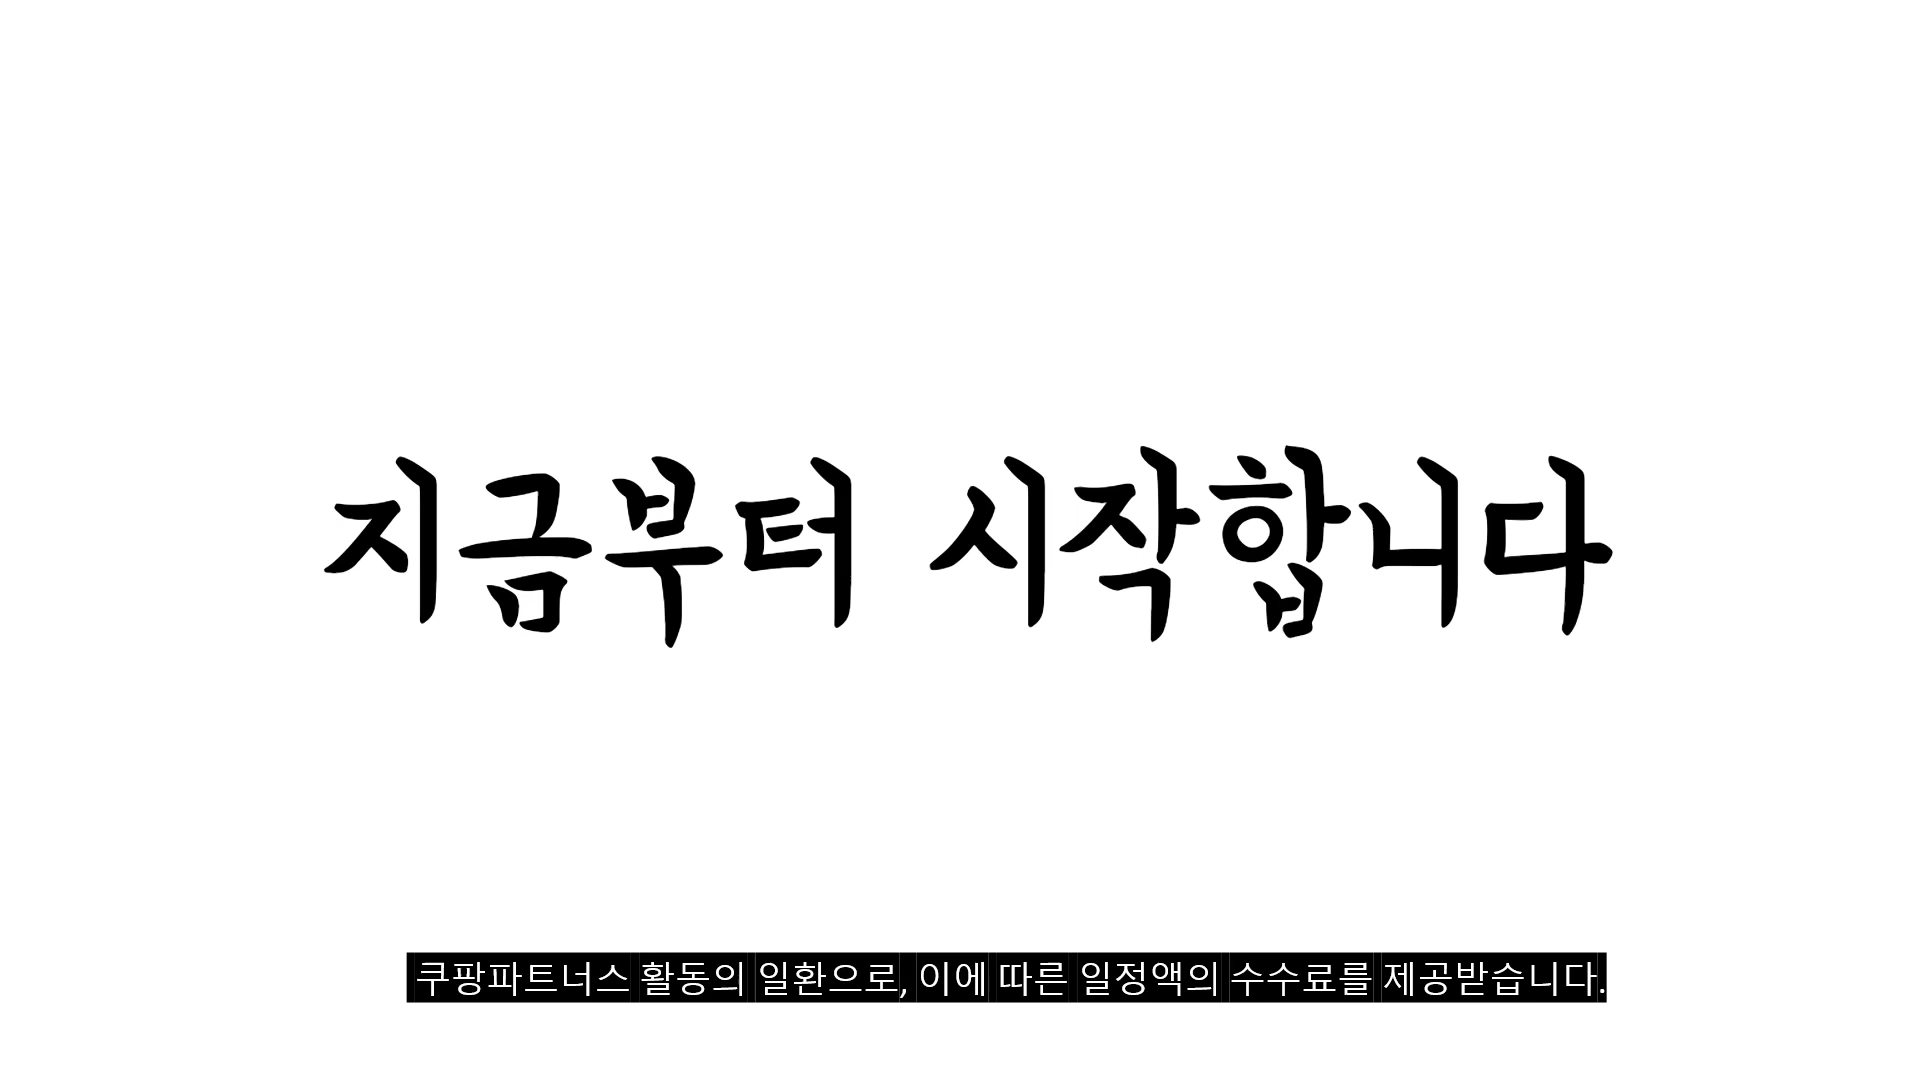 지금부터 시작합니다
쿠팡파트너스 활동의 일환으로, 이에 따른 일정액의 수수료를 제공받습니다.